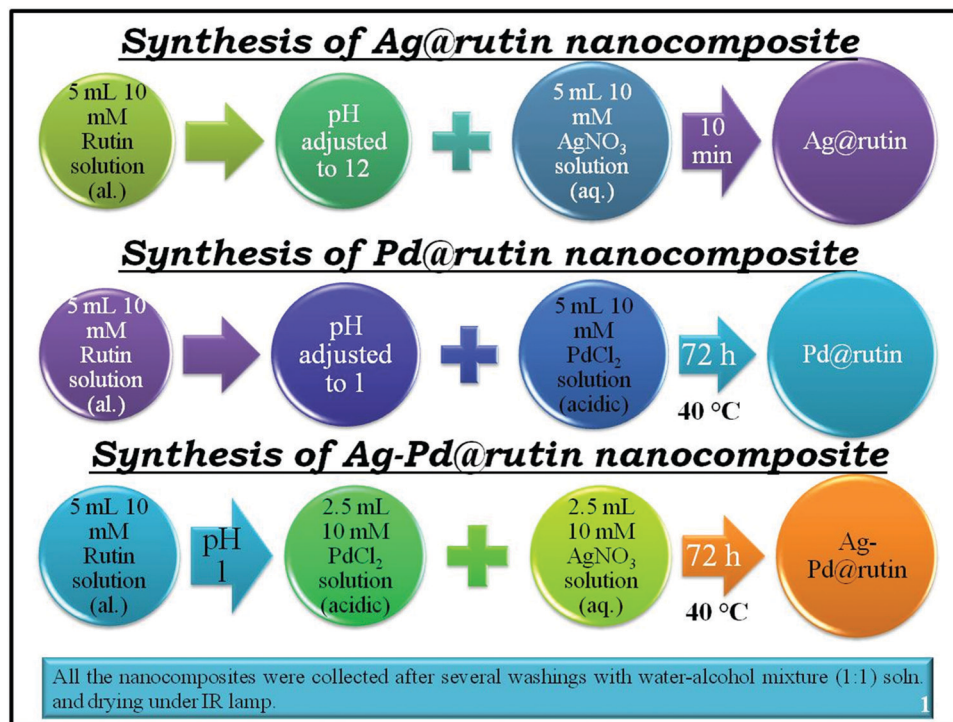 Synthesis of Ag@rutin nanocomposite
5 mL 10
mM
Rutin
solution
(al.)
pH
adjusted
to 12
5 mL 10
mM
AgNO₃
solution
(aq.)
10
min
Ag@rutin
Synthesis of Pd@rutin nanocomposite
5 mL 10
mM
Rutin
solution
(al.)
pH
adjusted
to 1
5 mL 10
mM
PdCl₂
solution
(acidic)
72 h
40 °C
Pd@rutin
Synthesis of Ag-Pd@rutin nanocomposite
5 mL 10
mM
Rutin
solution
(al.)
pH
1
2.5 mL
10 mM
PdCl₂
solution
(acidic)
2.5 mL
10 mM
AgNO₃
solution
(aq.)
72 h
40 °C
Ag-
Pd@rutin
All the nanocomposites were collected after several washings with water-alcohol mixture (1:1) soln.
and drying under IR lamp.
1